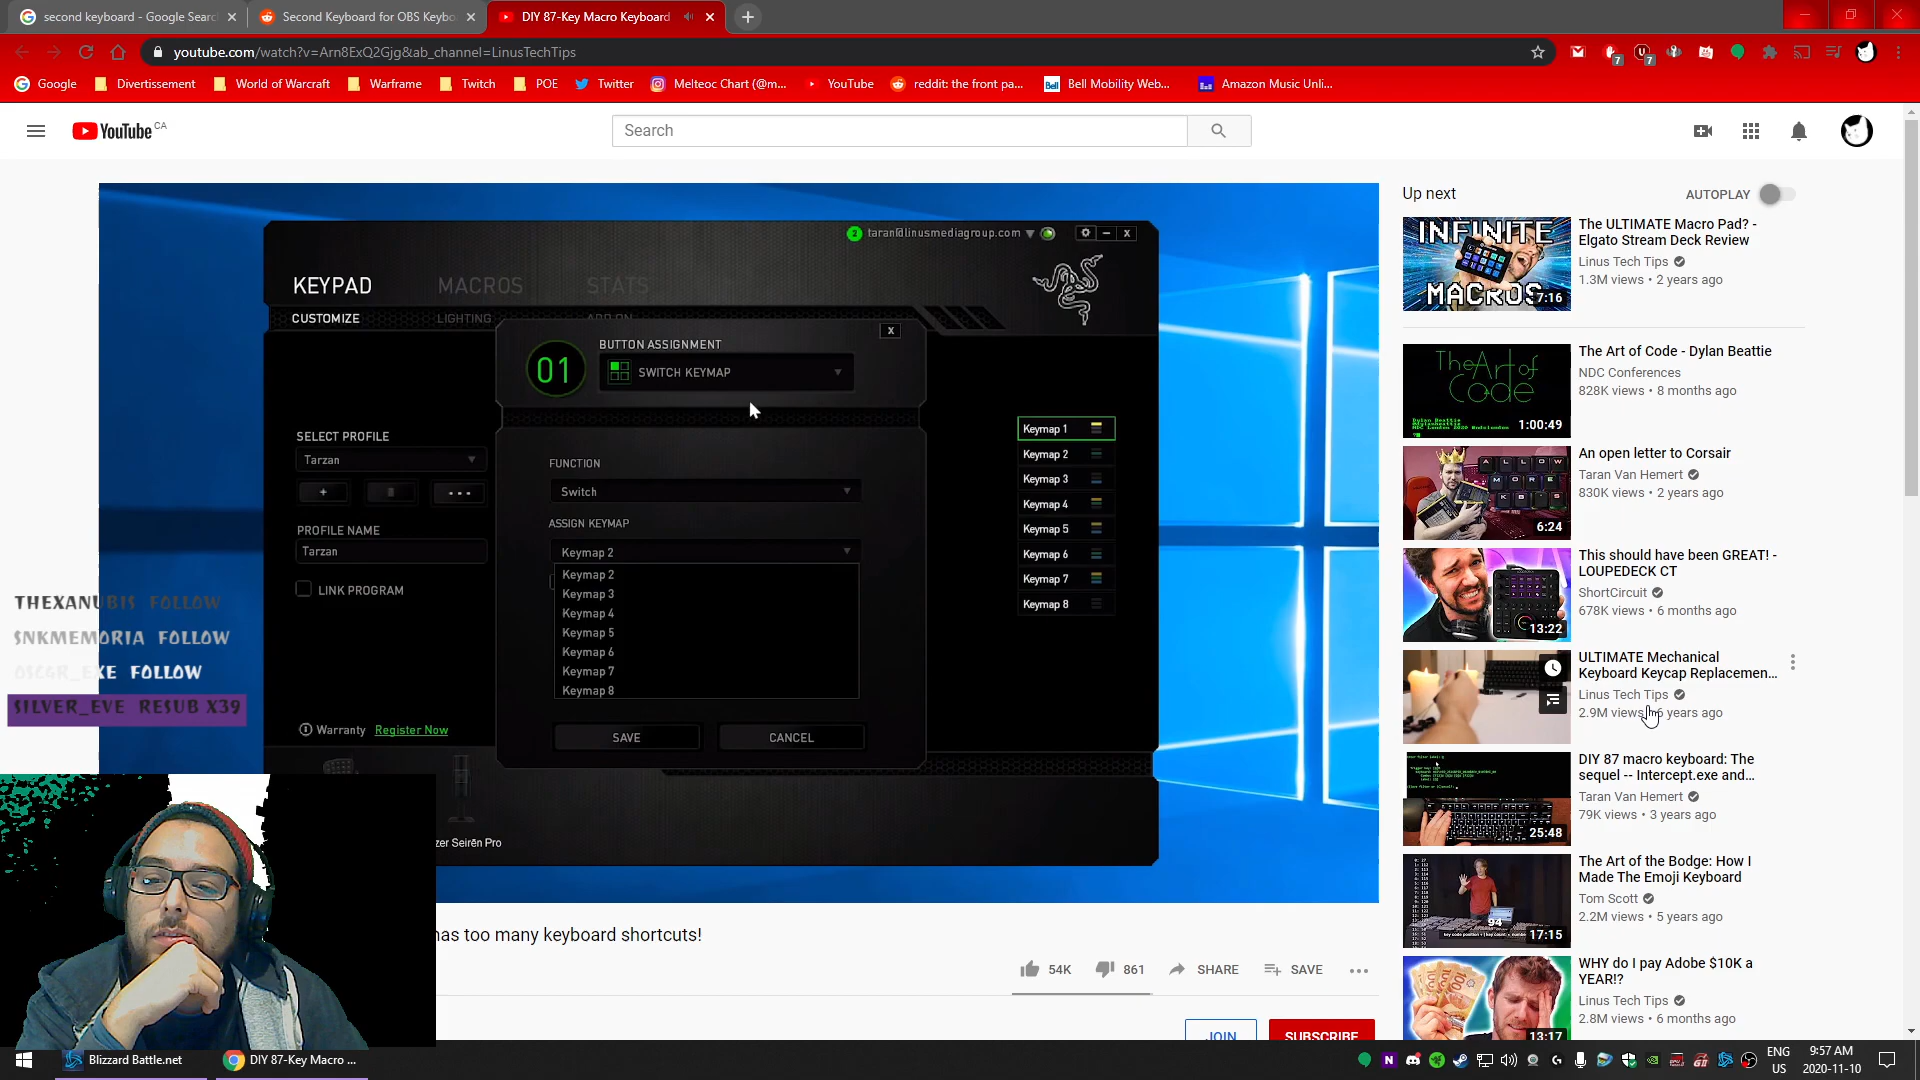 second keyboard - Google Searc
Second Keyboard for OBS Keybo
DIY 87-Key Macro Keyboard
youtube.com/watch?v=Arn8ExQ2Gjg&ab_channel=LinusTechTips
7
7
Google
Divertissement
World of Warcraft
Warframe
Twitch
POE
Twitter
Melteoc Chart (@m...
YouTube
reddit: the front pa...
Bell Mobility Web...
Amazon Music Unli...
YouTube CA
Search
taran@linusmediagroup.com
KEYPAD
MACROS
STATS
CUSTOMIZE
LIGHTING
ADD-ON
01
BUTTON ASSIGNMENT
SWITCH KEYMAP
SELECT PROFILE
Tarzan
PROFILE NAME
Tarzan
LINK PROGRAM
FUNCTION
Switch
ASSIGN KEYMAP
Keymap 2
Keymap 2
Keymap 3
Keymap 4
Keymap 5
Keymap 6
Keymap 7
Keymap 8
SAVE
CANCEL
Keymap 1
Keymap 2
Keymap 3
Keymap 4
Keymap 5
Keymap 6
Keymap 7
Keymap 8
Warranty Register Now
zer Seirēn Pro
THEXANUBIS FOLLOW
SNKMEMORIA FOLLOW
OSCGR_EXE FOLLOW
SILVER_EVE RESUB X39
has too many keyboard shortcuts!
54K
861
SHARE
SAVE
JOIN
SUBSCRIBE
Up next
AUTOPLAY
INFINITE
MACROS
7:16
The ULTIMATE Macro Pad? -
Elgato Stream Deck Review
Linus Tech Tips
1.3M views • 2 years ago
The Art of
Code
1:00:49
The Art of Code - Dylan Beattie
NDC Conferences
828K views • 8 months ago
ALLOW
MORE
KBS
6:24
An open letter to Corsair
Taran Van Hemert
830K views • 2 years ago
13:22
This should have been GREAT! -
LOUPEDECK CT
ShortCircuit
678K views • 6 months ago
ULTIMATE Mechanical
Keyboard Keycap Replacemen...
Linus Tech Tips
2.9M views • 6 years ago
25:48
DIY 87 macro keyboard: The
sequel -- Intercept.exe and...
Taran Van Hemert
79K views • 3 years ago
94
17:15
The Art of the Bodge: How I
Made The Emoji Keyboard
Tom Scott
2.2M views • 5 years ago
13:17
WHY do I pay Adobe $10K a
YEAR!?
Linus Tech Tips
2.8M views • 6 months ago
Blizzard Battle.net
DIY 87-Key Macro ...
ENG
US
9:57 AM
2020-11-10